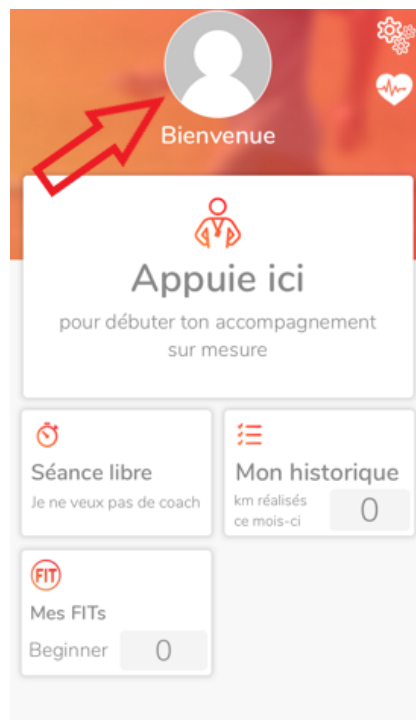 Bienvenue
Appuie ici
pour débuter ton accompagnement
sur mesure
Séance libre
Je ne veux pas de coach
Mon historique
km réalisés
ce mois-ci
0
FIT
Mes FITs
Beginner 0